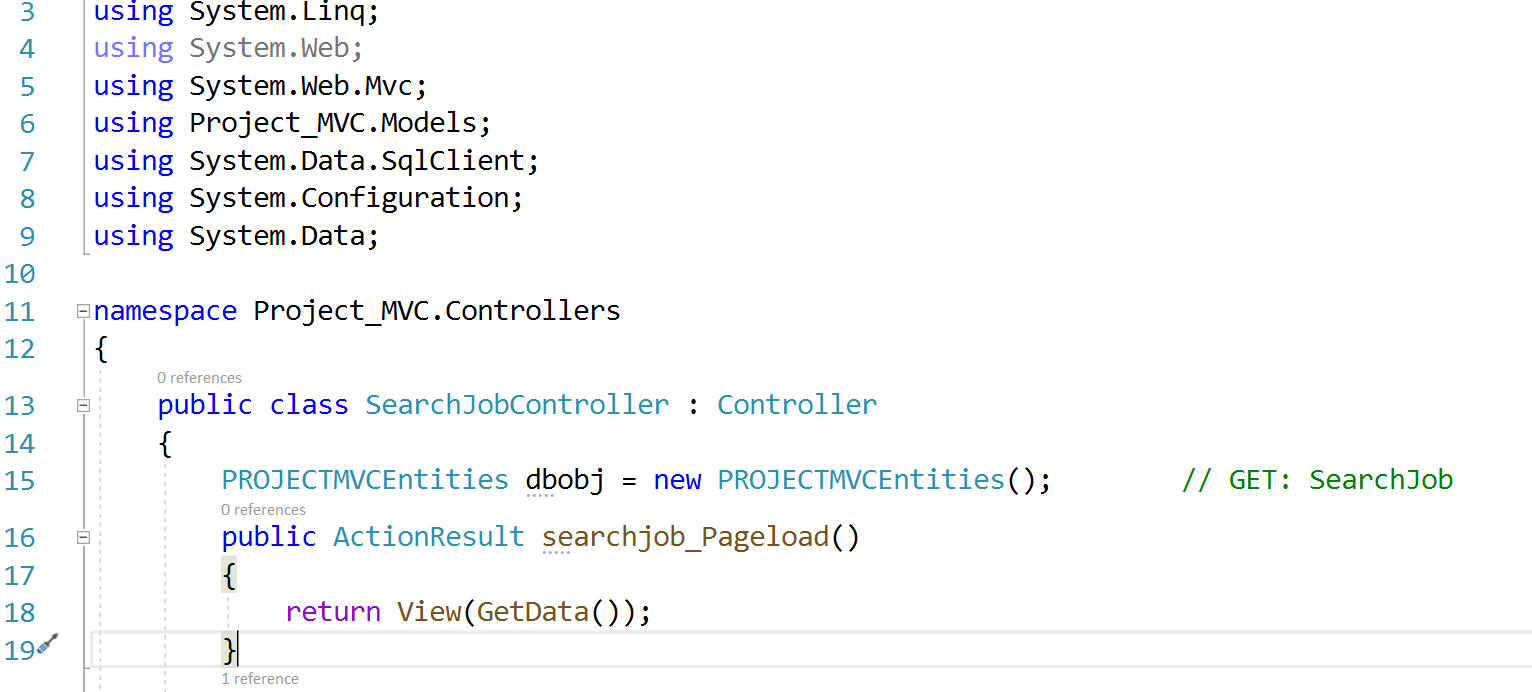 3 using System.Linq;
4 using System.Web;
5 using System.Web.Mvc;
6 using Project_MVC.Models;
7 using System.Data.SqlClient;
8 using System.Configuration;
9 using System.Data;
10
11 namespace Project_MVC.Controllers
12 {
0 references
13 public class SearchJobController : Controller
14 {
15 PROJECTMVCEntities dbobj = new PROJECTMVCEntities(); // GET: SearchJob
0 references
16 public ActionResult searchjob_Pageload()
17 {
18 return View(GetData());
19 }
1 reference